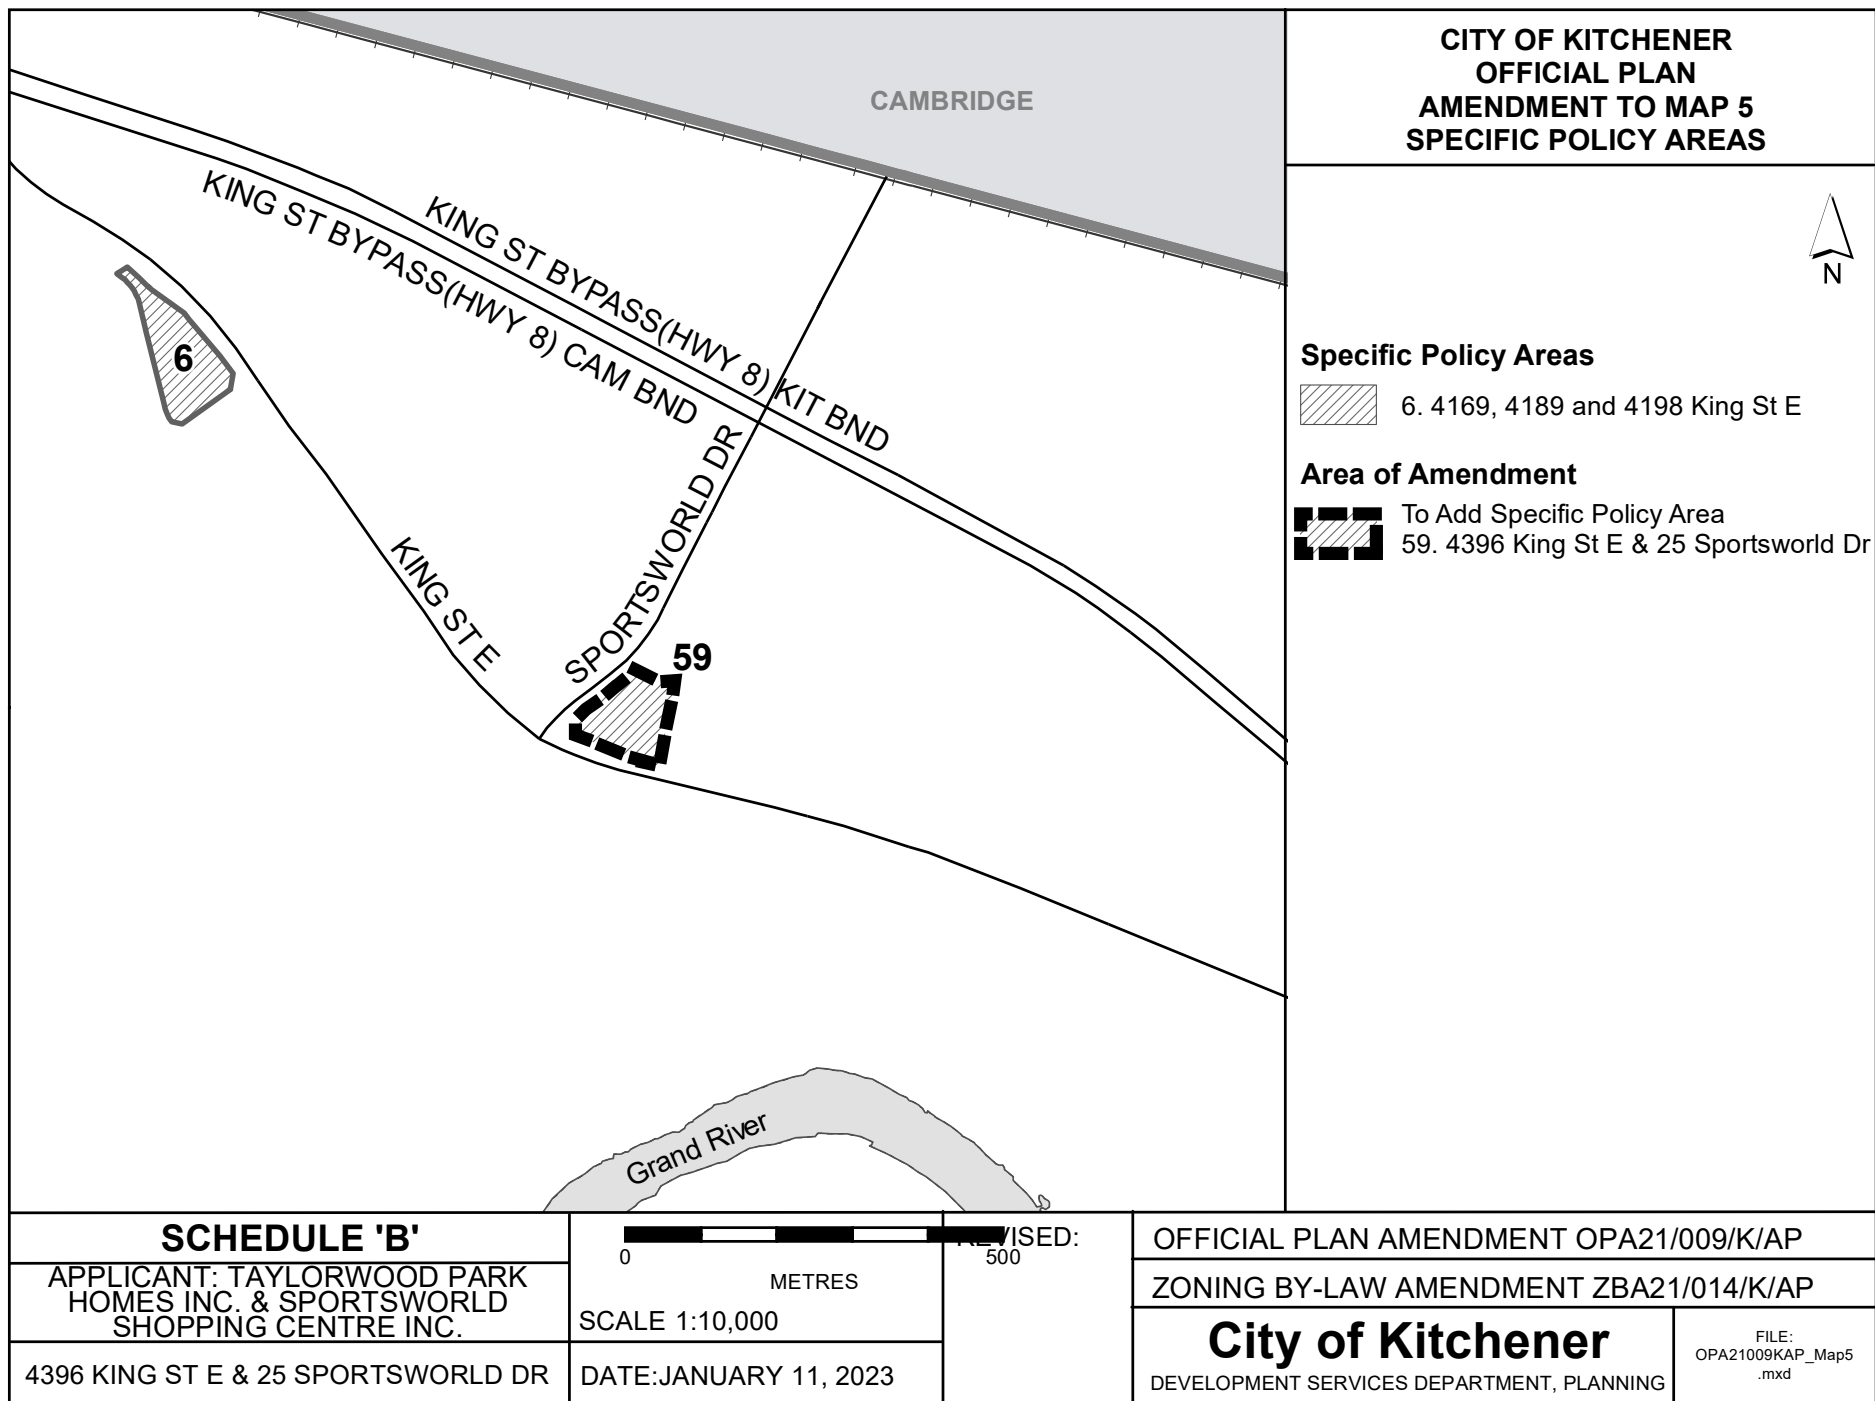 CITY OF KITCHENER
OFFICIAL PLAN
AMENDMENT TO MAP 5
SPECIFIC POLICY AREAS
CAMBRIDGE
KING ST BYPASS(HWY 8) KIT BND
KING ST BYPASS(HWY 8) CAM BND
N
6
Specific Policy Areas
6. 4169, 4189 and 4198 King St E
Area of Amendment
To Add Specific Policy Area
59. 4396 King St E & 25 Sportsworld Dr
SPORTSWORLD DR
KING ST E
59
Grand River
SCHEDULE 'B'
APPLICANT: TAYLORWOOD PARK
HOMES INC. & SPORTSWORLD
SHOPPING CENTRE INC.
4396 KING ST E & 25 SPORTSWORLD DR
0
500
METRES
SCALE 1:10,000
DATE:JANUARY 11, 2023
REVISED:
OFFICIAL PLAN AMENDMENT OPA21/009/K/AP
ZONING BY-LAW AMENDMENT ZBA21/014/K/AP
City of Kitchener
DEVELOPMENT SERVICES DEPARTMENT, PLANNING
FILE:
OPA21009KAP_Map5
.mxd